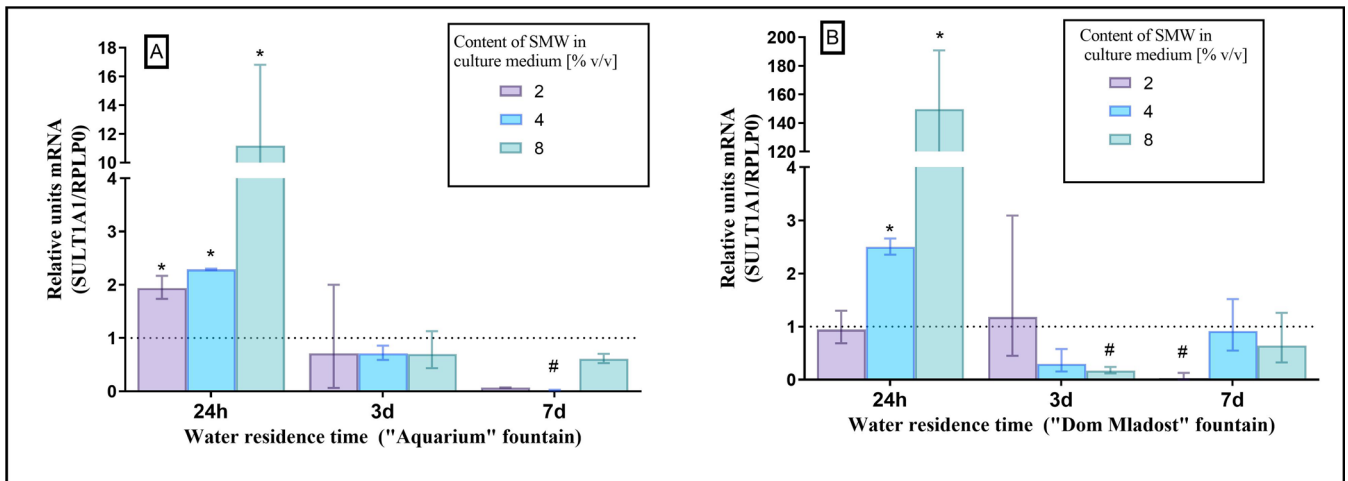 A
Content of SMW in
culture medium [% v/v]
2
4
8
18
16
14
12
10
4
3
2
1
0
Relative units mRNA
(SULT1A1/RPLP0)
*
*
*
#
24h
3d
7d
Water residence time ("Aquarium" fountain)
B
Content of SMW in
culture medium [% v/v]
2
4
8
200
180
160
140
120
4
3
2
1
0
Relative units mRNA
(SULT1A1/RPLP0)
*
*
#
#
24h
3d
7d
Water residence time ("Dom Mladost" fountain)